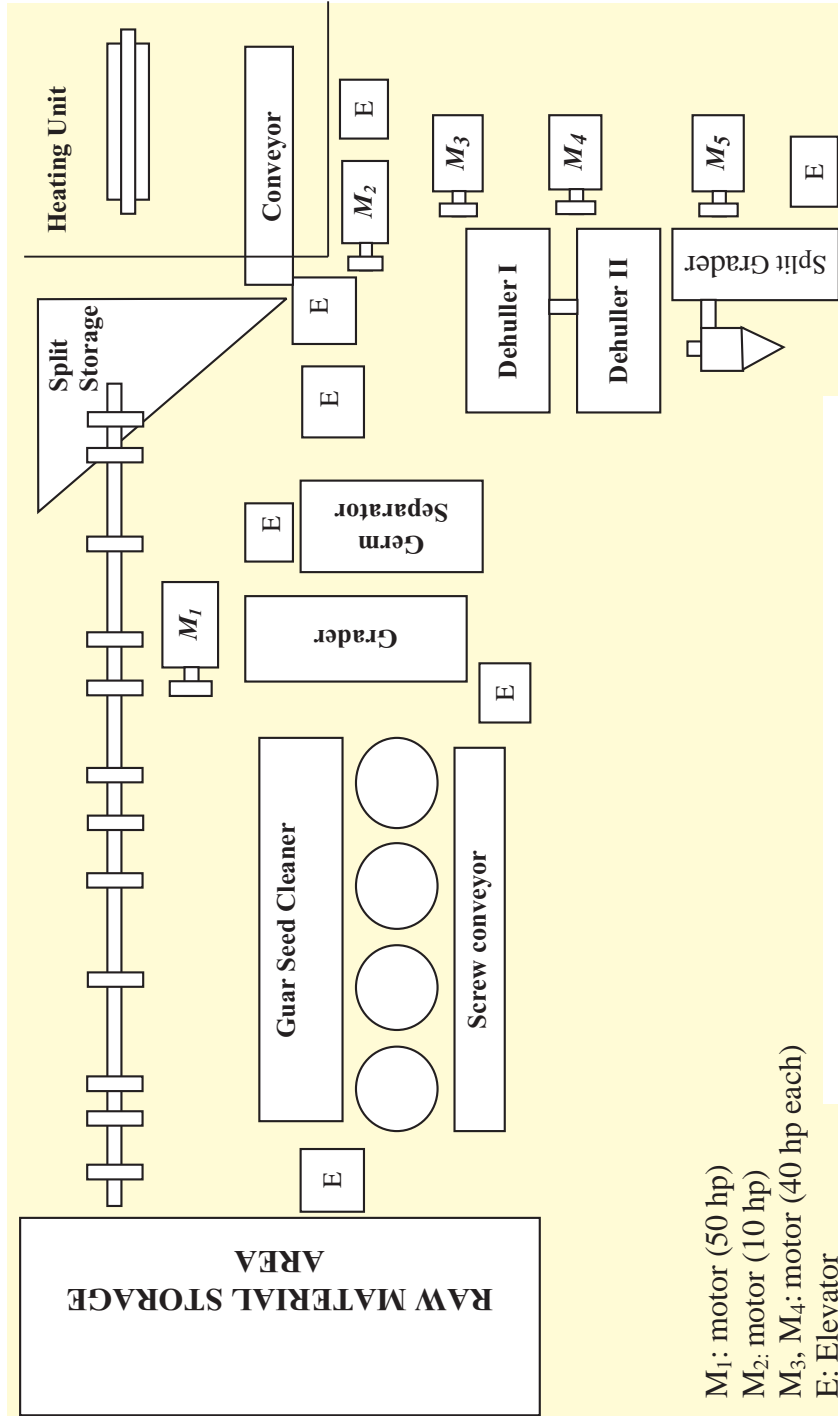 Heating Unit
Split
Storage
Conveyor
E
M2
E
E
E
M3
M4
M5
E
Dehuller I
Dehuller II
Split Grader
E
Germ
Separator
M1
Grader
E
Guar Seed Cleaner
Screw conveyor
E
RAW MATERIAL STORAGE
AREA
M1: motor (50 hp)
M2: motor (10 hp)
M3, M4: motor (40 hp each)
E: Elevator